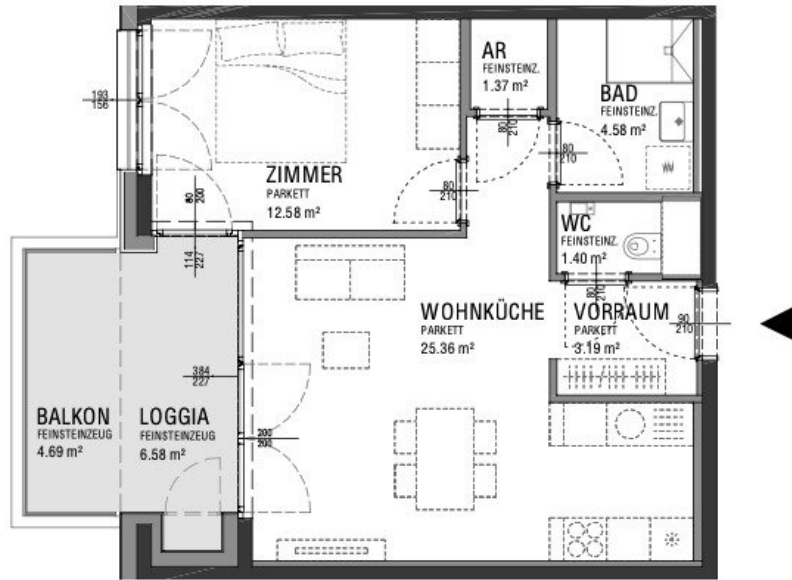 AR
FEINSTEINZ.
1.37 m²
BAD
FEINSTEINZ.
4.58 m²
193
156
80
210
80
210
ZIMMER
PARKETT
12.58 m²
80
210
80
200
WC
FEINSTEINZ.
1.40 m²
114
227
80
210
WOHNKÜCHE
PARKETT
25.36 m²
VORRAUM
PARKETT
3.19 m²
210
384
227
BALKON
FEINSTEINZEUG
4.69 m²
LOGGIA
FEINSTEINZEUG
6.58 m²
200
200